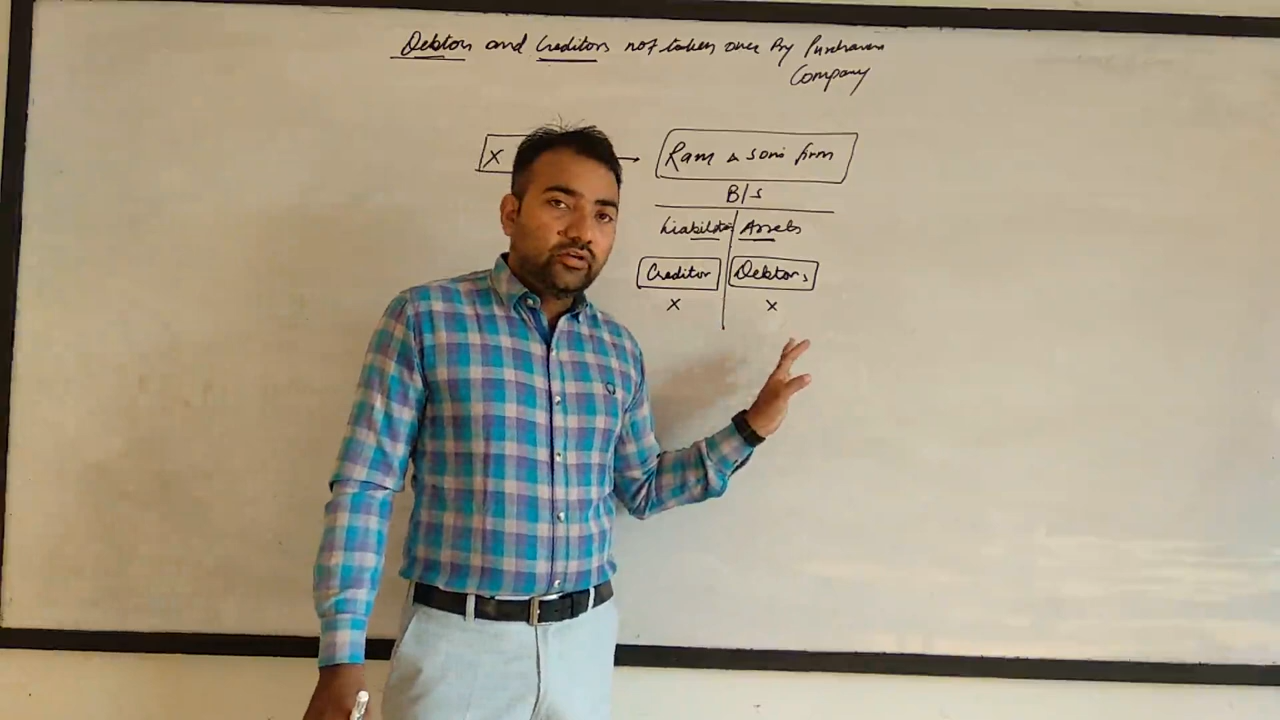 Debtors and Creditors not taken over By Purchasing
Company
X
Ram & sons firm
B/S
Liabilities Assets
Creditor Debtors
X X